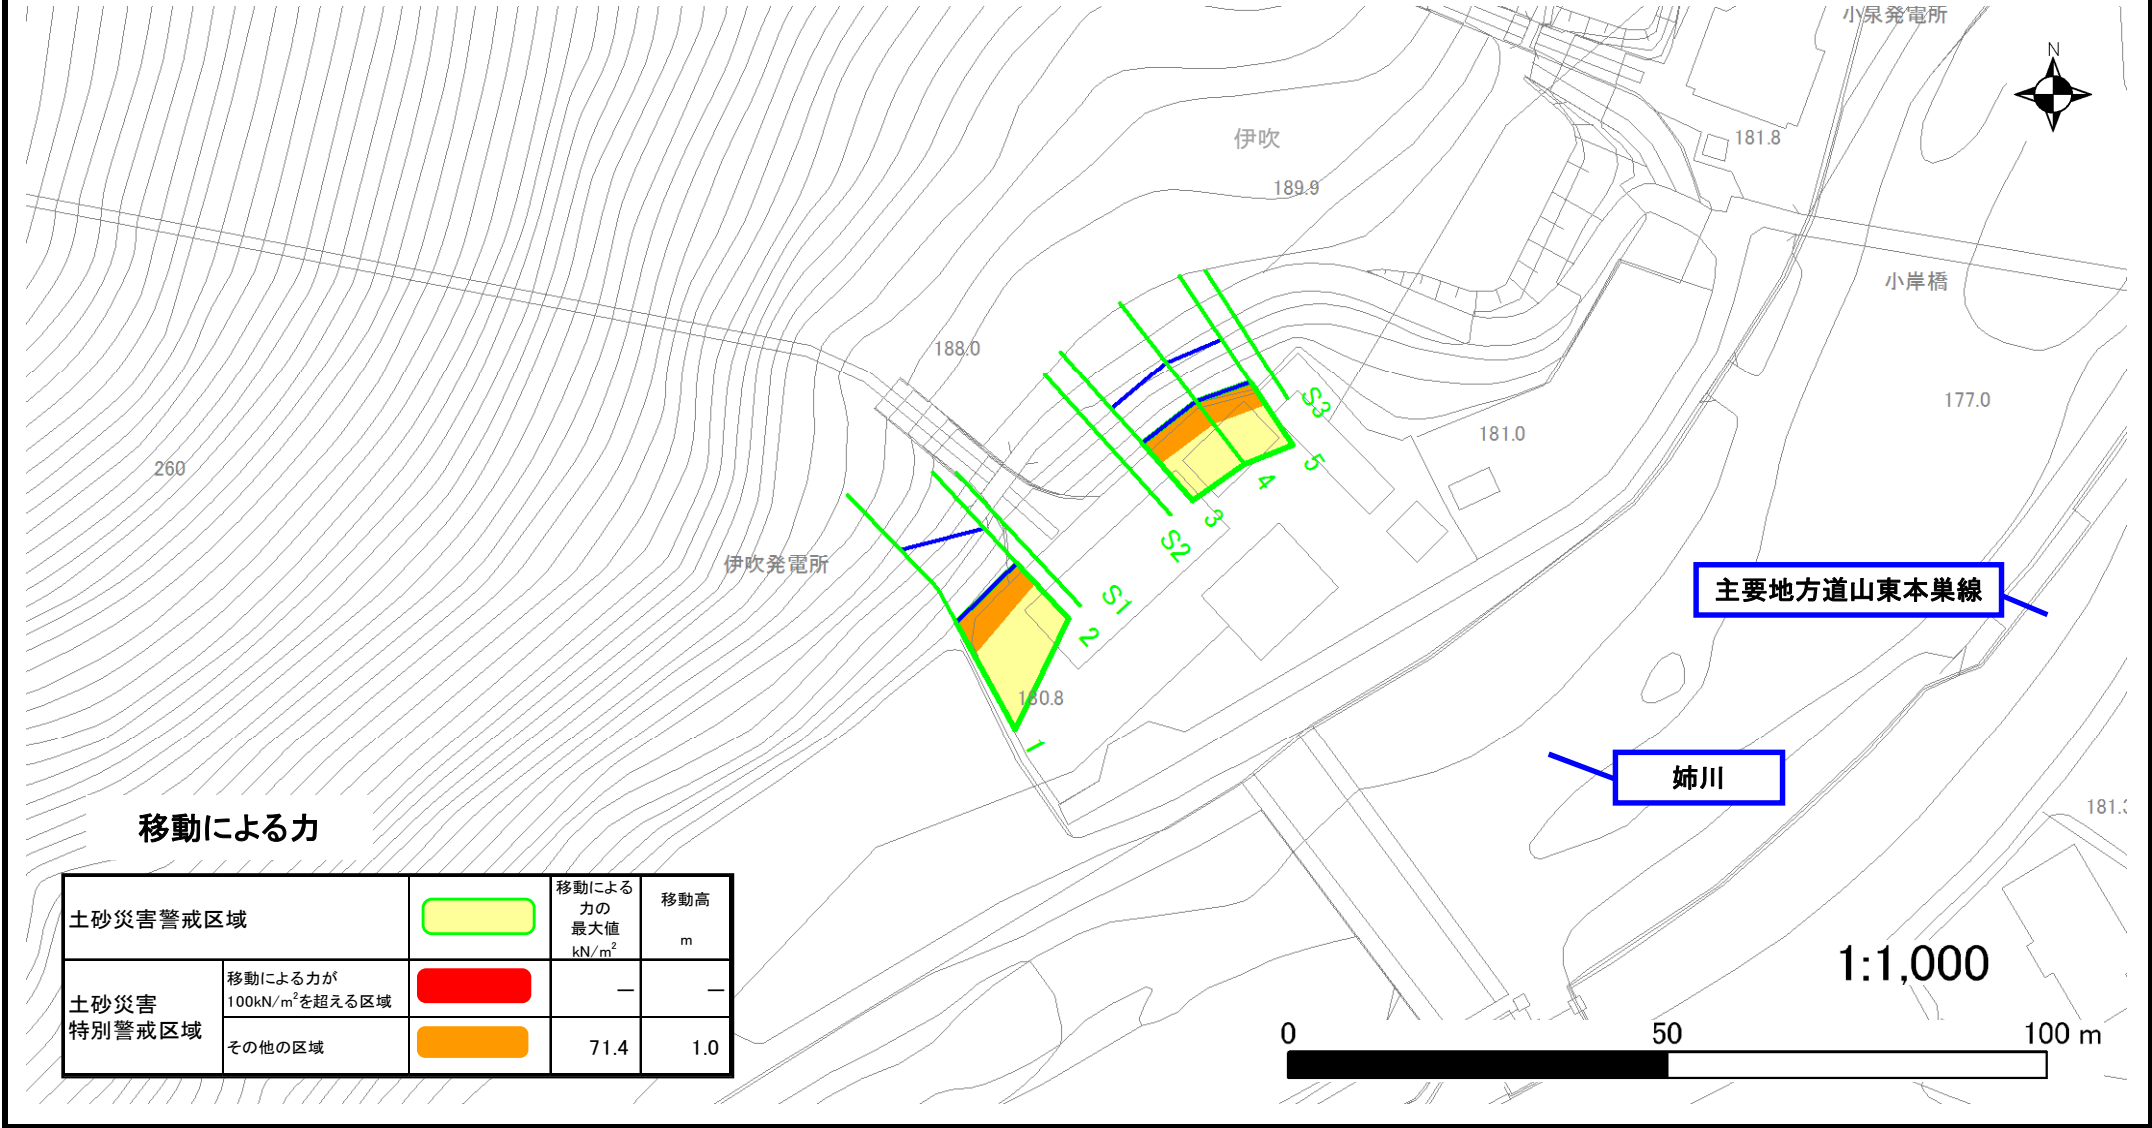 小泉発電所
N
181.8
伊吹
189.9
小岸橋
188.0
177.0
S3
181.0
5
260
4
3
S2
伊吹発電所
主要地方道山東本巣線
S1
2
180.8
1
姉川
移動による力
土砂災害警戒区域
移動による
力の
最大値
kN/m²
移動高
m
土砂災害
特別警戒区域
移動による力が
100kN/m²を超える区域
—
—
その他の区域
71.4
1.0
1:1,000
0
50
100 m